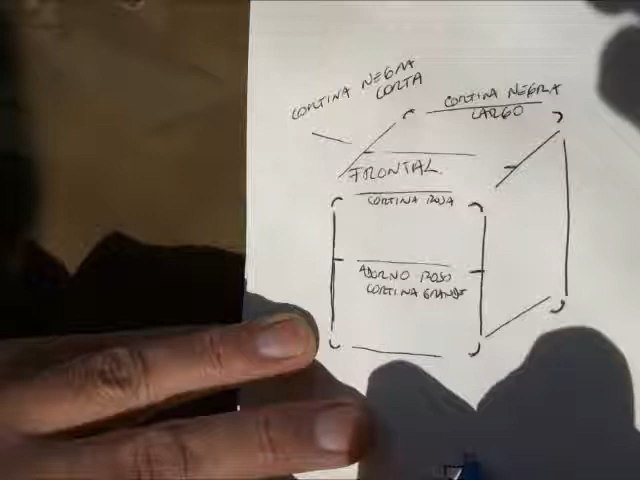 CORTINA NEGRA
CORTA
CORTINA NEGRA
LARGO
FRONTAL
CORTINA ROJA
ADORNO ROJO
CORTINA GRANDE